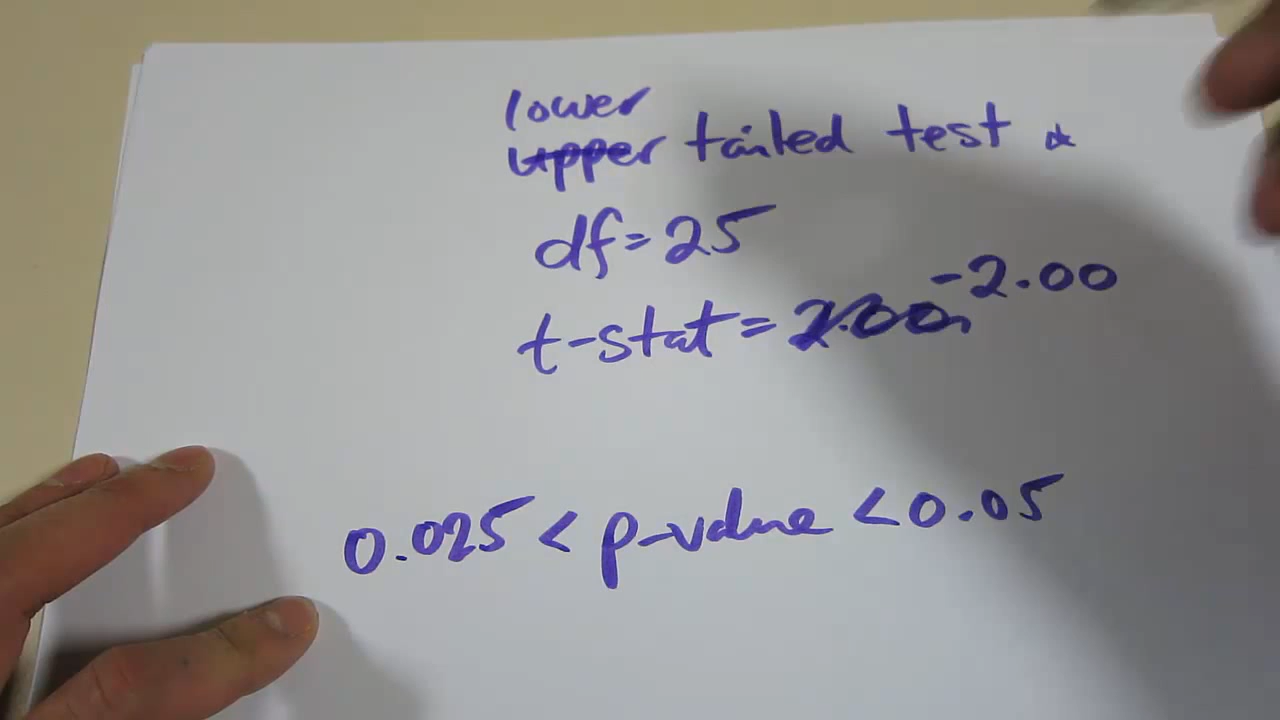 lower
upper tailed test *
df=25
t-stat = 2.00 -2.00
0.025 < p-value < 0.05